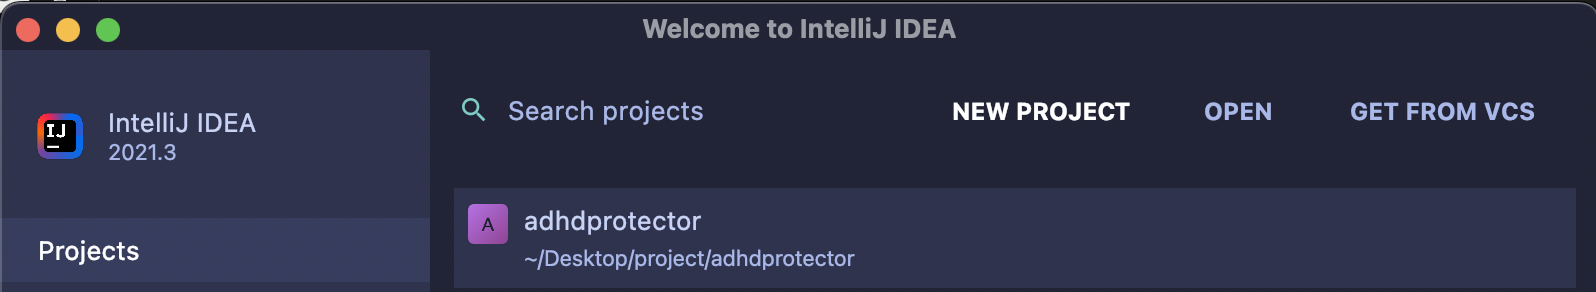 Welcome to IntelliJ IDEA
IJ
IntelliJ IDEA
2021.3
Projects
Search projects
NEW PROJECT
OPEN
GET FROM VCS
A
adhdprotector
~/Desktop/project/adhdprotector